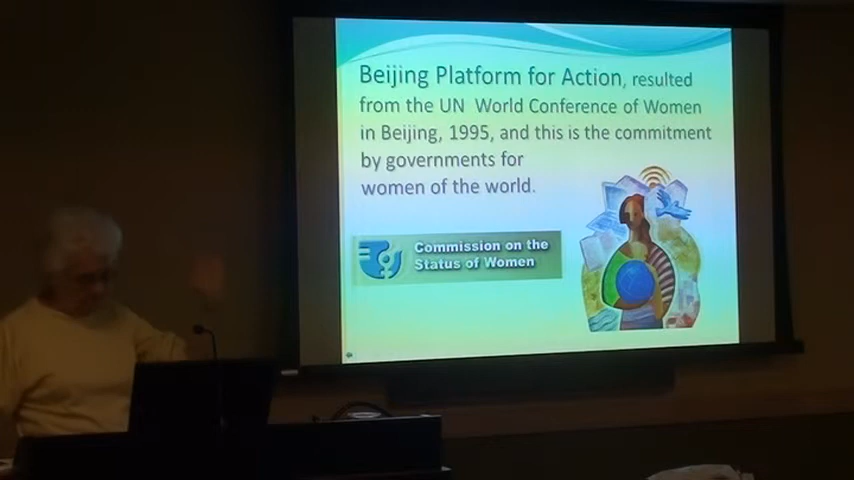 Beijing Platform for Action, resulted
from the UN World Conference of Women
in Beijing, 1995, and this is the commitment
by governments for
women of the world.
Commission on the
Status of Women